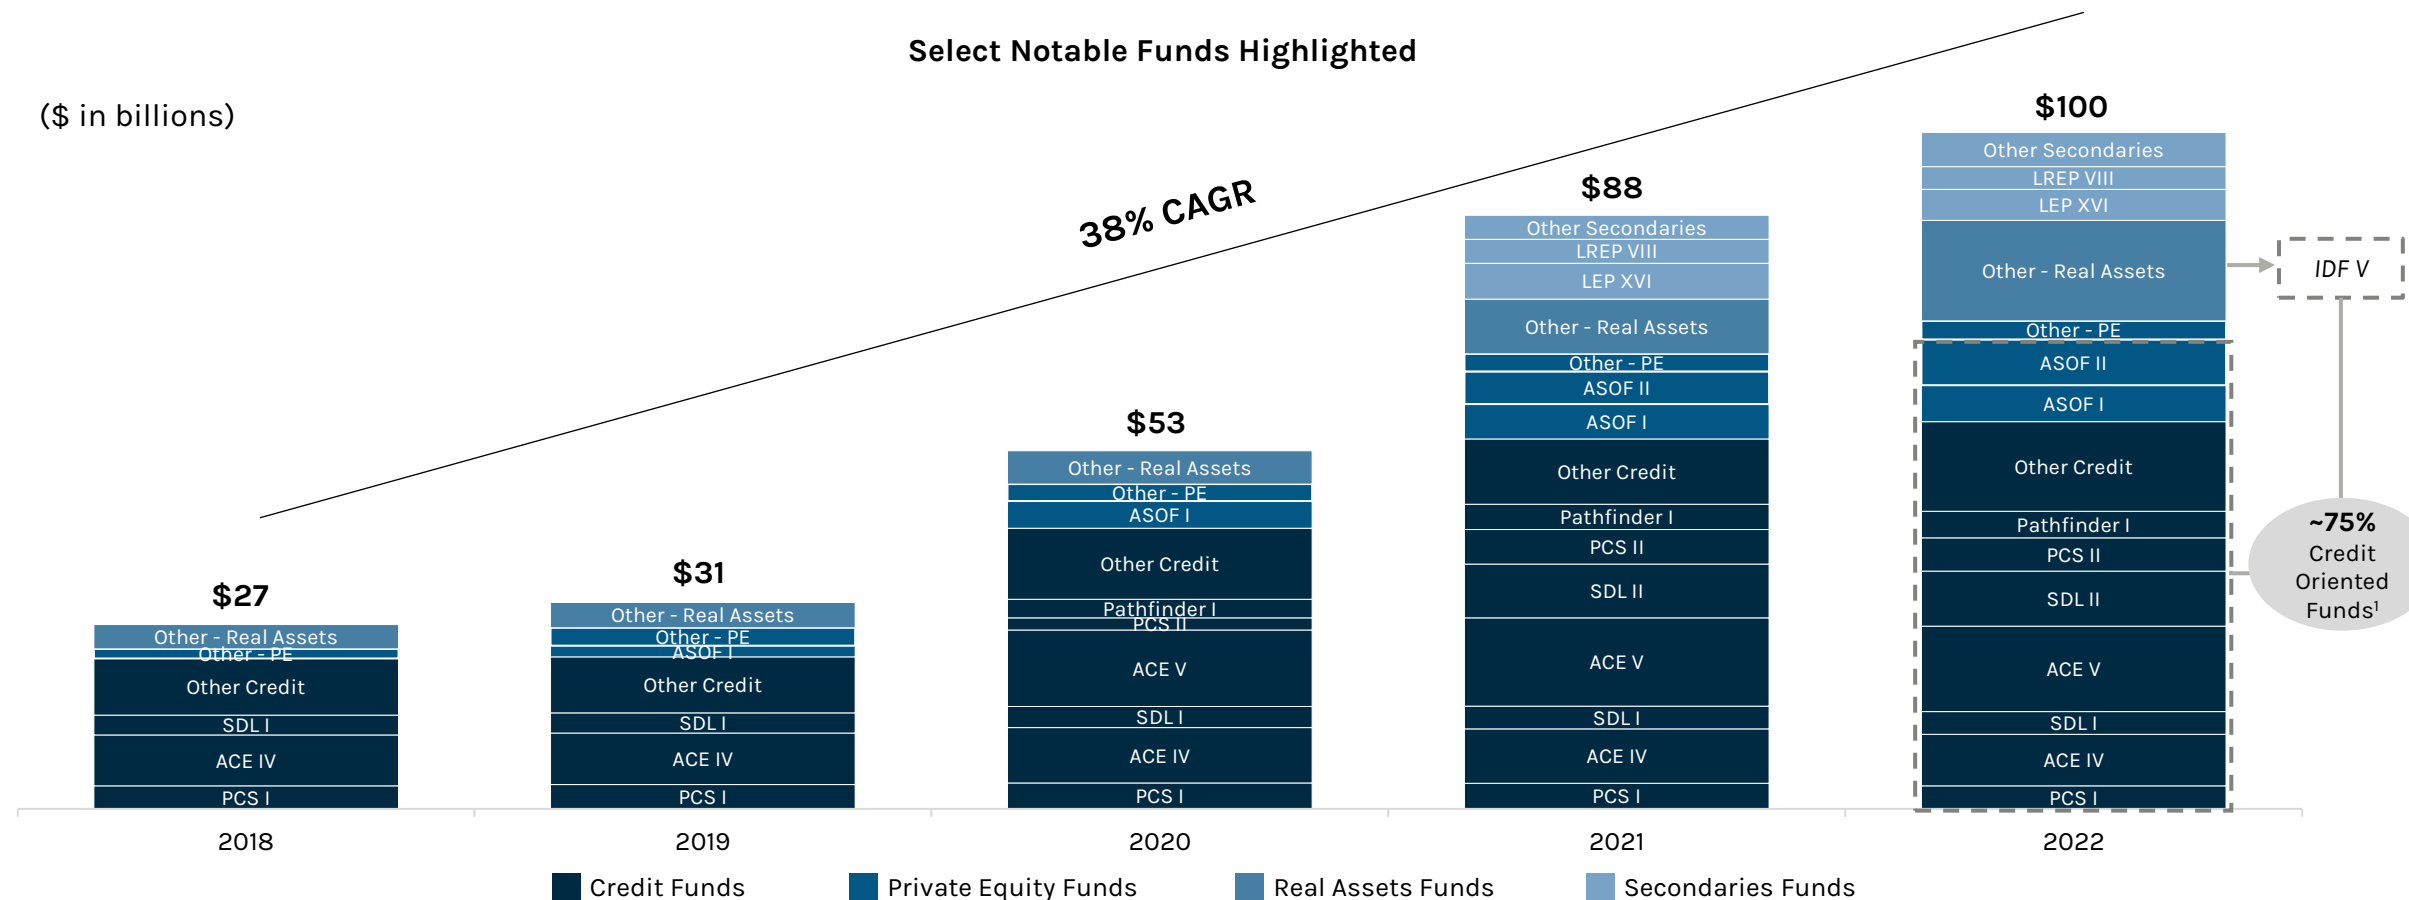 Select Notable Funds Highlighted
($ in billions)
38% CAGR
$27
Other - Real Assets
Other - PE
Other Credit
SDL I
ACE IV
PCS I
2018
$31
Other - Real Assets
Other - PE
ASOF I
Other Credit
SDL I
ACE IV
PCS I
2019
$53
Other - Real Assets
Other - PE
ASOF I
Other Credit
Pathfinder I
PCS II
ACE V
SDL I
ACE IV
PCS I
2020
$88
Other Secondaries
LREP VIII
LEP XVI
Other - Real Assets
Other - PE
ASOF II
ASOF I
Other Credit
Pathfinder I
PCS II
SDL II
ACE V
SDL I
ACE IV
PCS I
2021
$100
Other Secondaries
LREP VIII
LEP XVI
Other - Real Assets
Other - PE
ASOF II
ASOF I
Other Credit
Pathfinder I
PCS II
SDL II
ACE V
SDL I
ACE IV
PCS I
2022
IDF V
~75%
Credit
Oriented
Funds¹
Credit Funds
Private Equity Funds
Real Assets Funds
Secondaries Funds